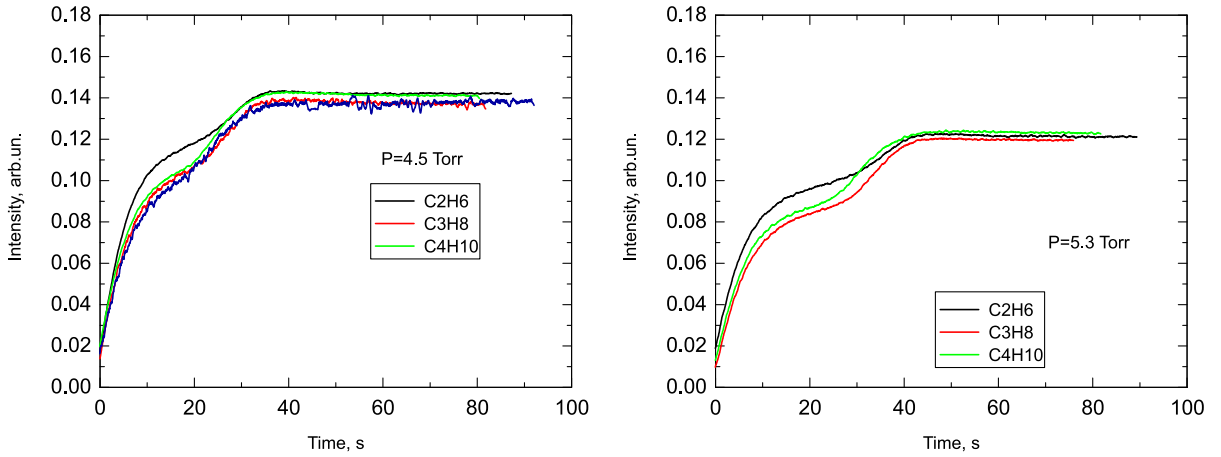 0.18
0.16
0.14
0.12
0.10
0.08
0.06
0.04
0.02
0.00
Intensity, arb.un.
P=4.5 Torr
C2H6
C3H8
C4H10
0 20 40 60 80 100
Time, s
0.18
0.16
0.14
0.12
0.10
0.08
0.06
0.04
0.02
0.00
Intensity, arb.un.
P=5.3 Torr
C2H6
C3H8
C4H10
0 20 40 60 80 100
Time, s